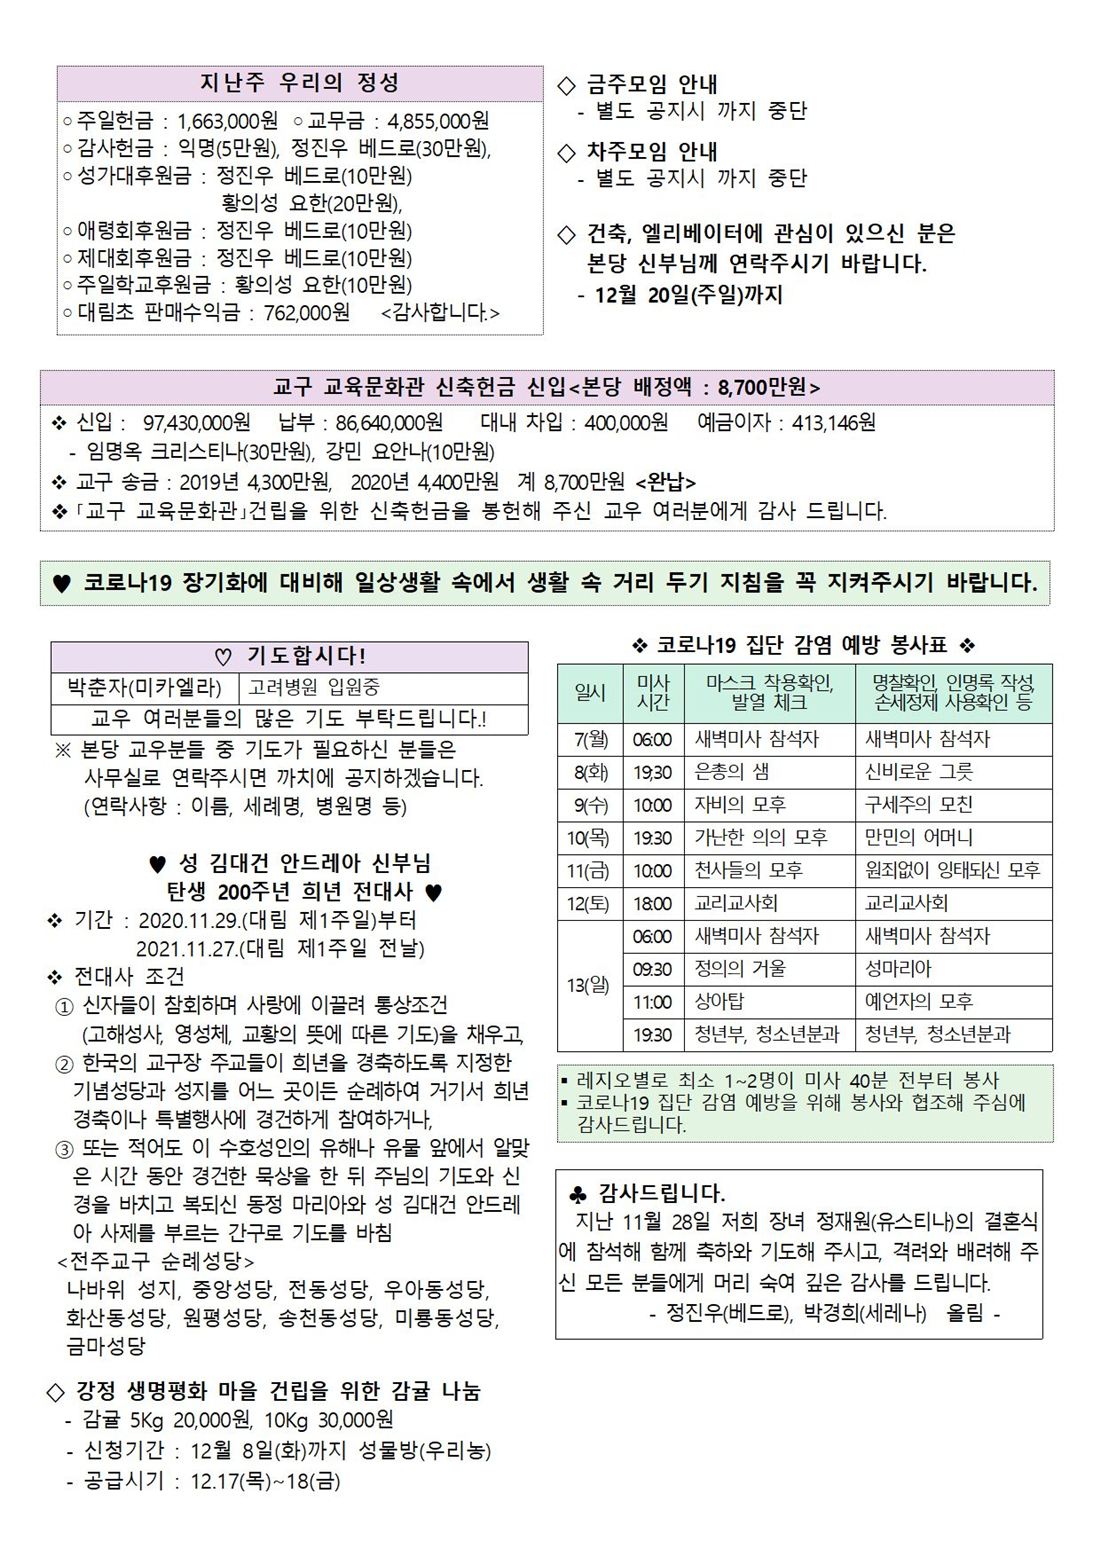 지난주 우리의 정성
○ 주일헌금 : 1,663,000원 ○ 교무금 : 4,855,000원
○ 감사헌금 : 익명(5만원), 정진우 베드로(30만원),
○ 성가대후원금 : 정진우 베드로(10만원)
황의성 요한(20만원),
○ 애령회후원금 : 정진우 베드로(10만원)
○ 제대회후원금 : 정진우 베드로(10만원)
○ 주일학교후원금 : 황의성 요한(10만원)
○ 대림초 판매수익금 : 762,000원 <감사합니다.>
◇ 금주모임 안내
- 별도 공지시 까지 중단
◇ 차주모임 안내
- 별도 공지시 까지 중단
◇ 건축, 엘리베이터에 관심이 있으신 분은
본당 신부님께 연락주시기 바랍니다.
- 12월 20일(주일)까지
교구 교육문화관 신축헌금 신입<본당 배정액 : 8,700만원>
❖ 신입 : 97,430,000원 납부 : 86,640,000원 대내 차입 : 400,000원 예금이자 : 413,146원
- 임명옥 크리스티나(30만원), 강민 요안나(10만원)
❖ 교구 송금 : 2019년 4,300만원, 2020년 4,400만원 계 8,700만원 <완납>
❖ 「교구 교육문화관」건립을 위한 신축헌금을 봉헌해 주신 교우 여러분에게 감사 드립니다.
♥ 코로나19 장기화에 대비해 일상생활 속에서 생활 속 거리 두기 지침을 꼭 지켜주시기 바랍니다.
♡ 기도합시다!
박춘자(미카엘라) 고려병원 입원중
교우 여러분들의 많은 기도 부탁드립니다.!
※ 본당 교우분들 중 기도가 필요하신 분들은
사무실로 연락주시면 까치에 공지하겠습니다.
(연락사항 : 이름, 세례명, 병원명 등)
♥ 성 김대건 안드레아 신부님
탄생 200주년 희년 전대사 ♥
❖ 기간 : 2020.11.29.(대림 제1주일)부터
2021.11.27.(대림 제1주일 전날)
❖ 전대사 조건
① 신자들이 참회하며 사랑에 이끌려 통상조건
(고해성사, 영성체, 교황의 뜻에 따른 기도)을 채우고,
② 한국의 교구장 주교들이 희년을 경축하도록 지정한
기념성당과 성지를 어느 곳이든 순례하여 거기서 희년
경축이나 특별행사에 경건하게 참여하거나,
③ 또는 적어도 이 수호성인의 유해나 유물 앞에서 알맞
은 시간 동안 경건한 묵상을 한 뒤 주님의 기도와 신
경을 바치고 복되신 동정 마리아와 성 김대건 안드레
아 사제를 부르는 간구로 기도를 바침
<전주교구 순례성당>
나바위 성지, 중앙성당, 전동성당, 우아동성당,
화산동성당, 원평성당, 송천동성당, 미룡동성당,
금마성당
◇ 강정 생명평화 마을 건립을 위한 감귤 나눔
- 감귤 5Kg 20,000원, 10Kg 30,000원
- 신청기간 : 12월 8일(화)까지 성물방(우리농)
- 공급시기 : 12.17(목)~18(금)
❖ 코로나19 집단 감염 예방 봉사표 ❖
일시 미사 시간 마스크 착용확인, 발열 체크 명찰확인, 인명록 작성, 손세정제 사용확인 등
7(월) 06:00 새벽미사 참석자 새벽미사 참석자
8(화) 19;30 은총의 샘 신비로운 그릇
9(수) 10:00 자비의 모후 구세주의 모친
10(목) 19:30 가난한 의의 모후 만민의 어머니
11(금) 10:00 천사들의 모후 원죄없이 잉태되신 모후
12(토) 18:00 교리교사회 교리교사회
13(일) 06:00 새벽미사 참석자 새벽미사 참석자
09:30 정의의 거울 성마리아
11:00 상아탑 예언자의 모후
19:30 청년부, 청소년분과 청년부, 청소년분과
▪ 레지오별로 최소 1~2명이 미사 40분 전부터 봉사
▪ 코로나19 집단 감염 예방을 위해 봉사와 협조해 주심에
감사드립니다.
♣ 감사드립니다.
지난 11월 28일 저희 장녀 정재원(유스티나)의 결혼식
에 참석해 함께 축하와 기도해 주시고, 격려와 배려해 주
신 모든 분들에게 머리 숙여 깊은 감사를 드립니다.
- 정진우(베드로), 박경희(세레나) 올림 -